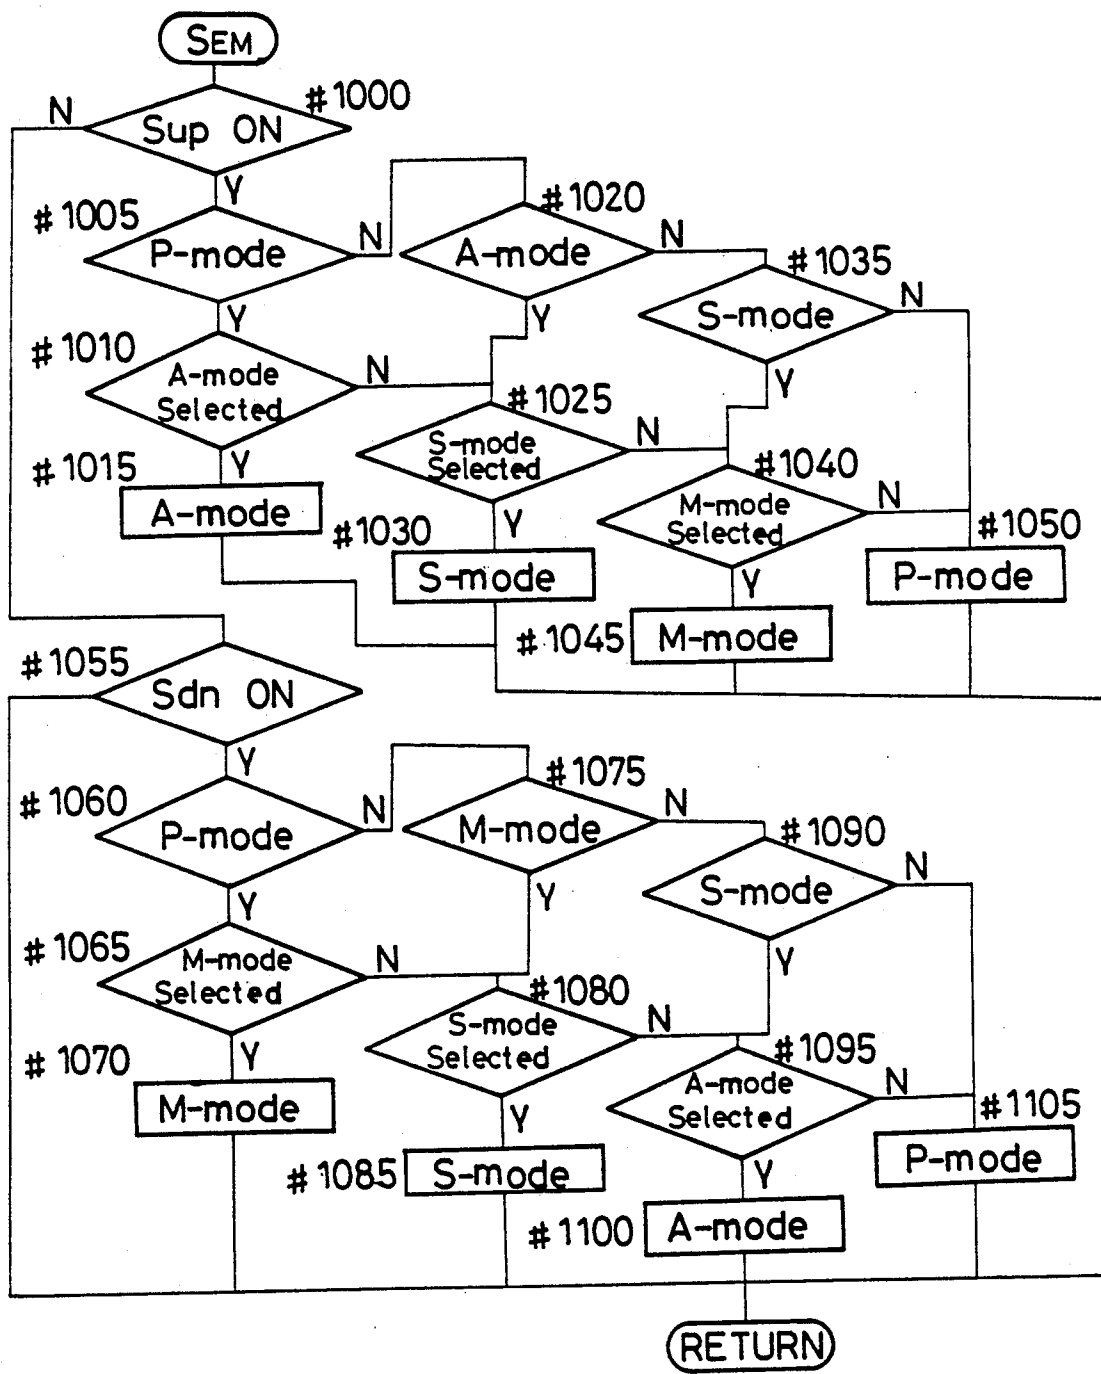 SEM
N
#1000
Sup ON
Y
#1005
P-mode
N
#1020
A-mode
N
#1035
S-mode
N
Y
Y
Y
#1010
A-mode
Selected
N
#1025
S-mode
Selected
N
#1040
M-mode
Selected
N
#1015
Y
A-mode
#1030
Y
S-mode
#1050
P-mode
Y
#1045
M-mode
#1055
Sdn ON
Y
#1060
P-mode
N
#1075
M-mode
N
#1090
S-mode
N
Y
Y
Y
#1065
M-mode
Selected
N
#1080
S-mode
Selected
N
#1095
A-mode
Selected
N
#1070
Y
M-mode
Y
#1085
S-mode
#1105
P-mode
Y
#1100
A-mode
RETURN